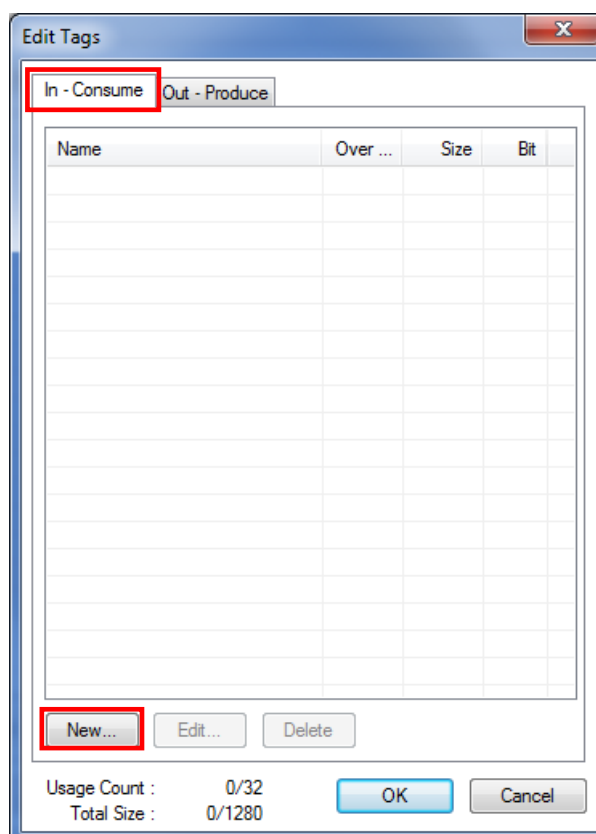 Edit Tags
In - Consume Out - Produce
Name Over ... Size Bit
New... Edit... Delete
Usage Count : 0/32
Total Size : 0/1280
OK Cancel